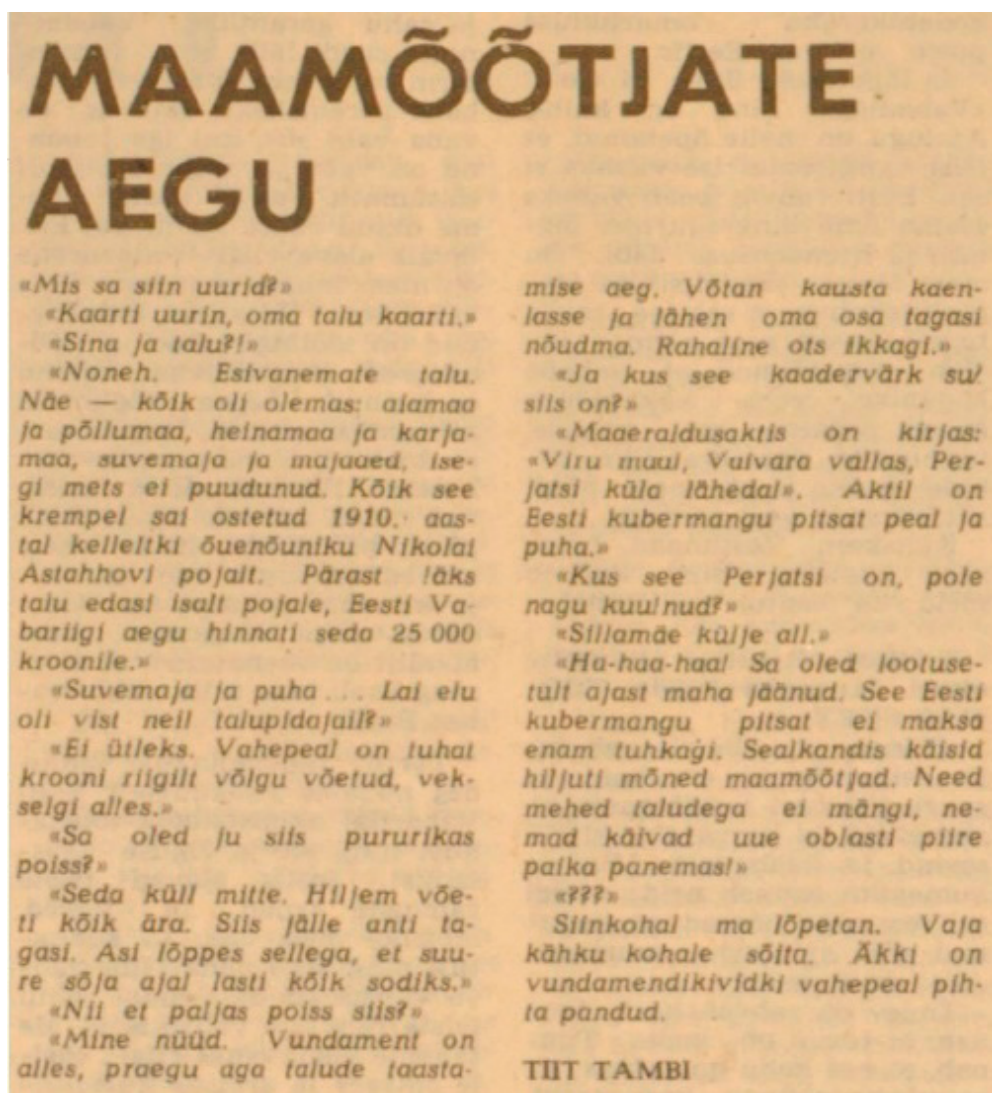 MAAMÕÕTJATE
AEGU
«Mis sa siin uurid?»
«Kaarti uurin, oma talu kaarti.»
«Sina ja talu?!»
«Noneh. Esivanemate talu.
Näe — kõik oli olemas: aiamaa
ja põllumaa, heinamaa ja karja-
maa, suvemaja ja majaaed, ise-
gi mets ei puudunud. Kõik see
krempel sai ostetud 1910. aas-
tal kelleltki õuenõuniku Nikolai
Astahhovi pojalt. Pärast läks
talu edasi isalt pojale, Eesti Va-
bariigi aegu hinnati seda 25 000
kroonile.»
«Suvemaja ja puha... Lai elu
oli vist neil talupidajail?»
«Ei ütleks. Vahepeal on tuhat
krooni riigilt võlgu võetud, vek-
selgi alles.»
«Sa oled ju siis pururikas
poiss?»
«Seda küll mitte. Hiljem võe-
ti kõik ära. Siis jälle anti ta-
gasi. Asi lõppes sellega, et suu-
re sõja ajal lasti kõik sodiks.»
«Nii et paljas poiss siis?»
«Mine nüüd. Vundament on
alles, praegu aga talude taasta-
mise aeg. Võtan kausta kaen-
lasse ja lähen oma osa tagasi
nõudma. Rahaline ots ikkagi.»
«Ja kus see kaadervärk sul
siis on?»
«Maaeraldusaktis on kirjas:
«Viru maal, Vaivara vallas, Per-
jatsi küla lähedal». Aktil on
Eesti kubermangu pitsat peal ja
puha.»
«Kus see Perjatsi on, pole
nagu kuulnud?»
«Sillamäe külje all.»
«Ha-haa-haa! Sa oled lootuse-
tult ajast maha jäänud. See Eesti
kubermangu pitsat ei maksa
enam tuhkagi. Sealkandis käisid
hiljuti mõned maamõõtjad. Need
mehed taludega ei mängi, ne-
mad käivad uue oblasti piire
paika panemas!»
«???»
Siinkohal ma lõpetan. Vaja
kähku kohale sõita. Äkki on
vundamendikividki vahepeal pih-
ta pandud.
TIIT TAMBI